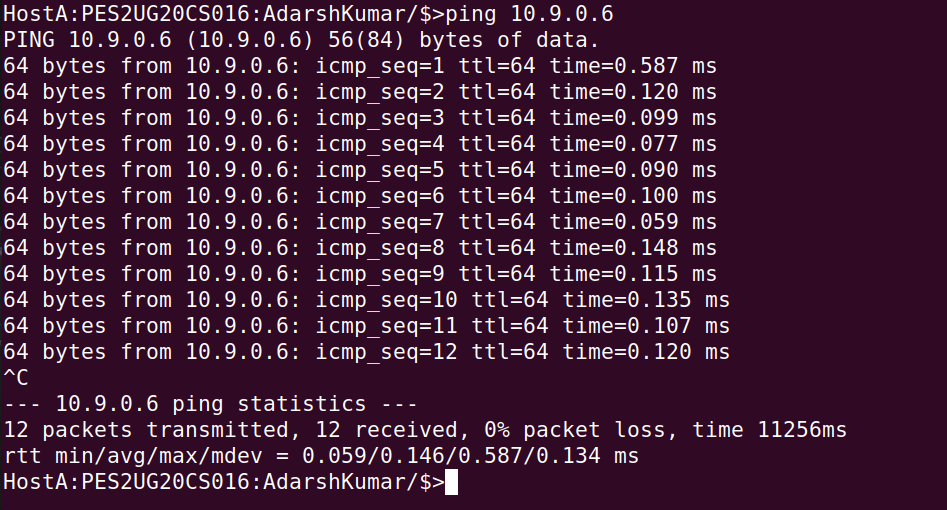 HostA:PES2UG20CS016:AdarshKumar/$>ping 10.9.0.6
PING 10.9.0.6 (10.9.0.6) 56(84) bytes of data.
64 bytes from 10.9.0.6: icmp_seq=1 ttl=64 time=0.587 ms
64 bytes from 10.9.0.6: icmp_seq=2 ttl=64 time=0.120 ms
64 bytes from 10.9.0.6: icmp_seq=3 ttl=64 time=0.099 ms
64 bytes from 10.9.0.6: icmp_seq=4 ttl=64 time=0.077 ms
64 bytes from 10.9.0.6: icmp_seq=5 ttl=64 time=0.090 ms
64 bytes from 10.9.0.6: icmp_seq=6 ttl=64 time=0.100 ms
64 bytes from 10.9.0.6: icmp_seq=7 ttl=64 time=0.059 ms
64 bytes from 10.9.0.6: icmp_seq=8 ttl=64 time=0.148 ms
64 bytes from 10.9.0.6: icmp_seq=9 ttl=64 time=0.115 ms
64 bytes from 10.9.0.6: icmp_seq=10 ttl=64 time=0.135 ms
64 bytes from 10.9.0.6: icmp_seq=11 ttl=64 time=0.107 ms
64 bytes from 10.9.0.6: icmp_seq=12 ttl=64 time=0.120 ms
^C
--- 10.9.0.6 ping statistics ---
12 packets transmitted, 12 received, 0% packet loss, time 11256ms
rtt min/avg/max/mdev = 0.059/0.146/0.587/0.134 ms
HostA:PES2UG20CS016:AdarshKumar/$>